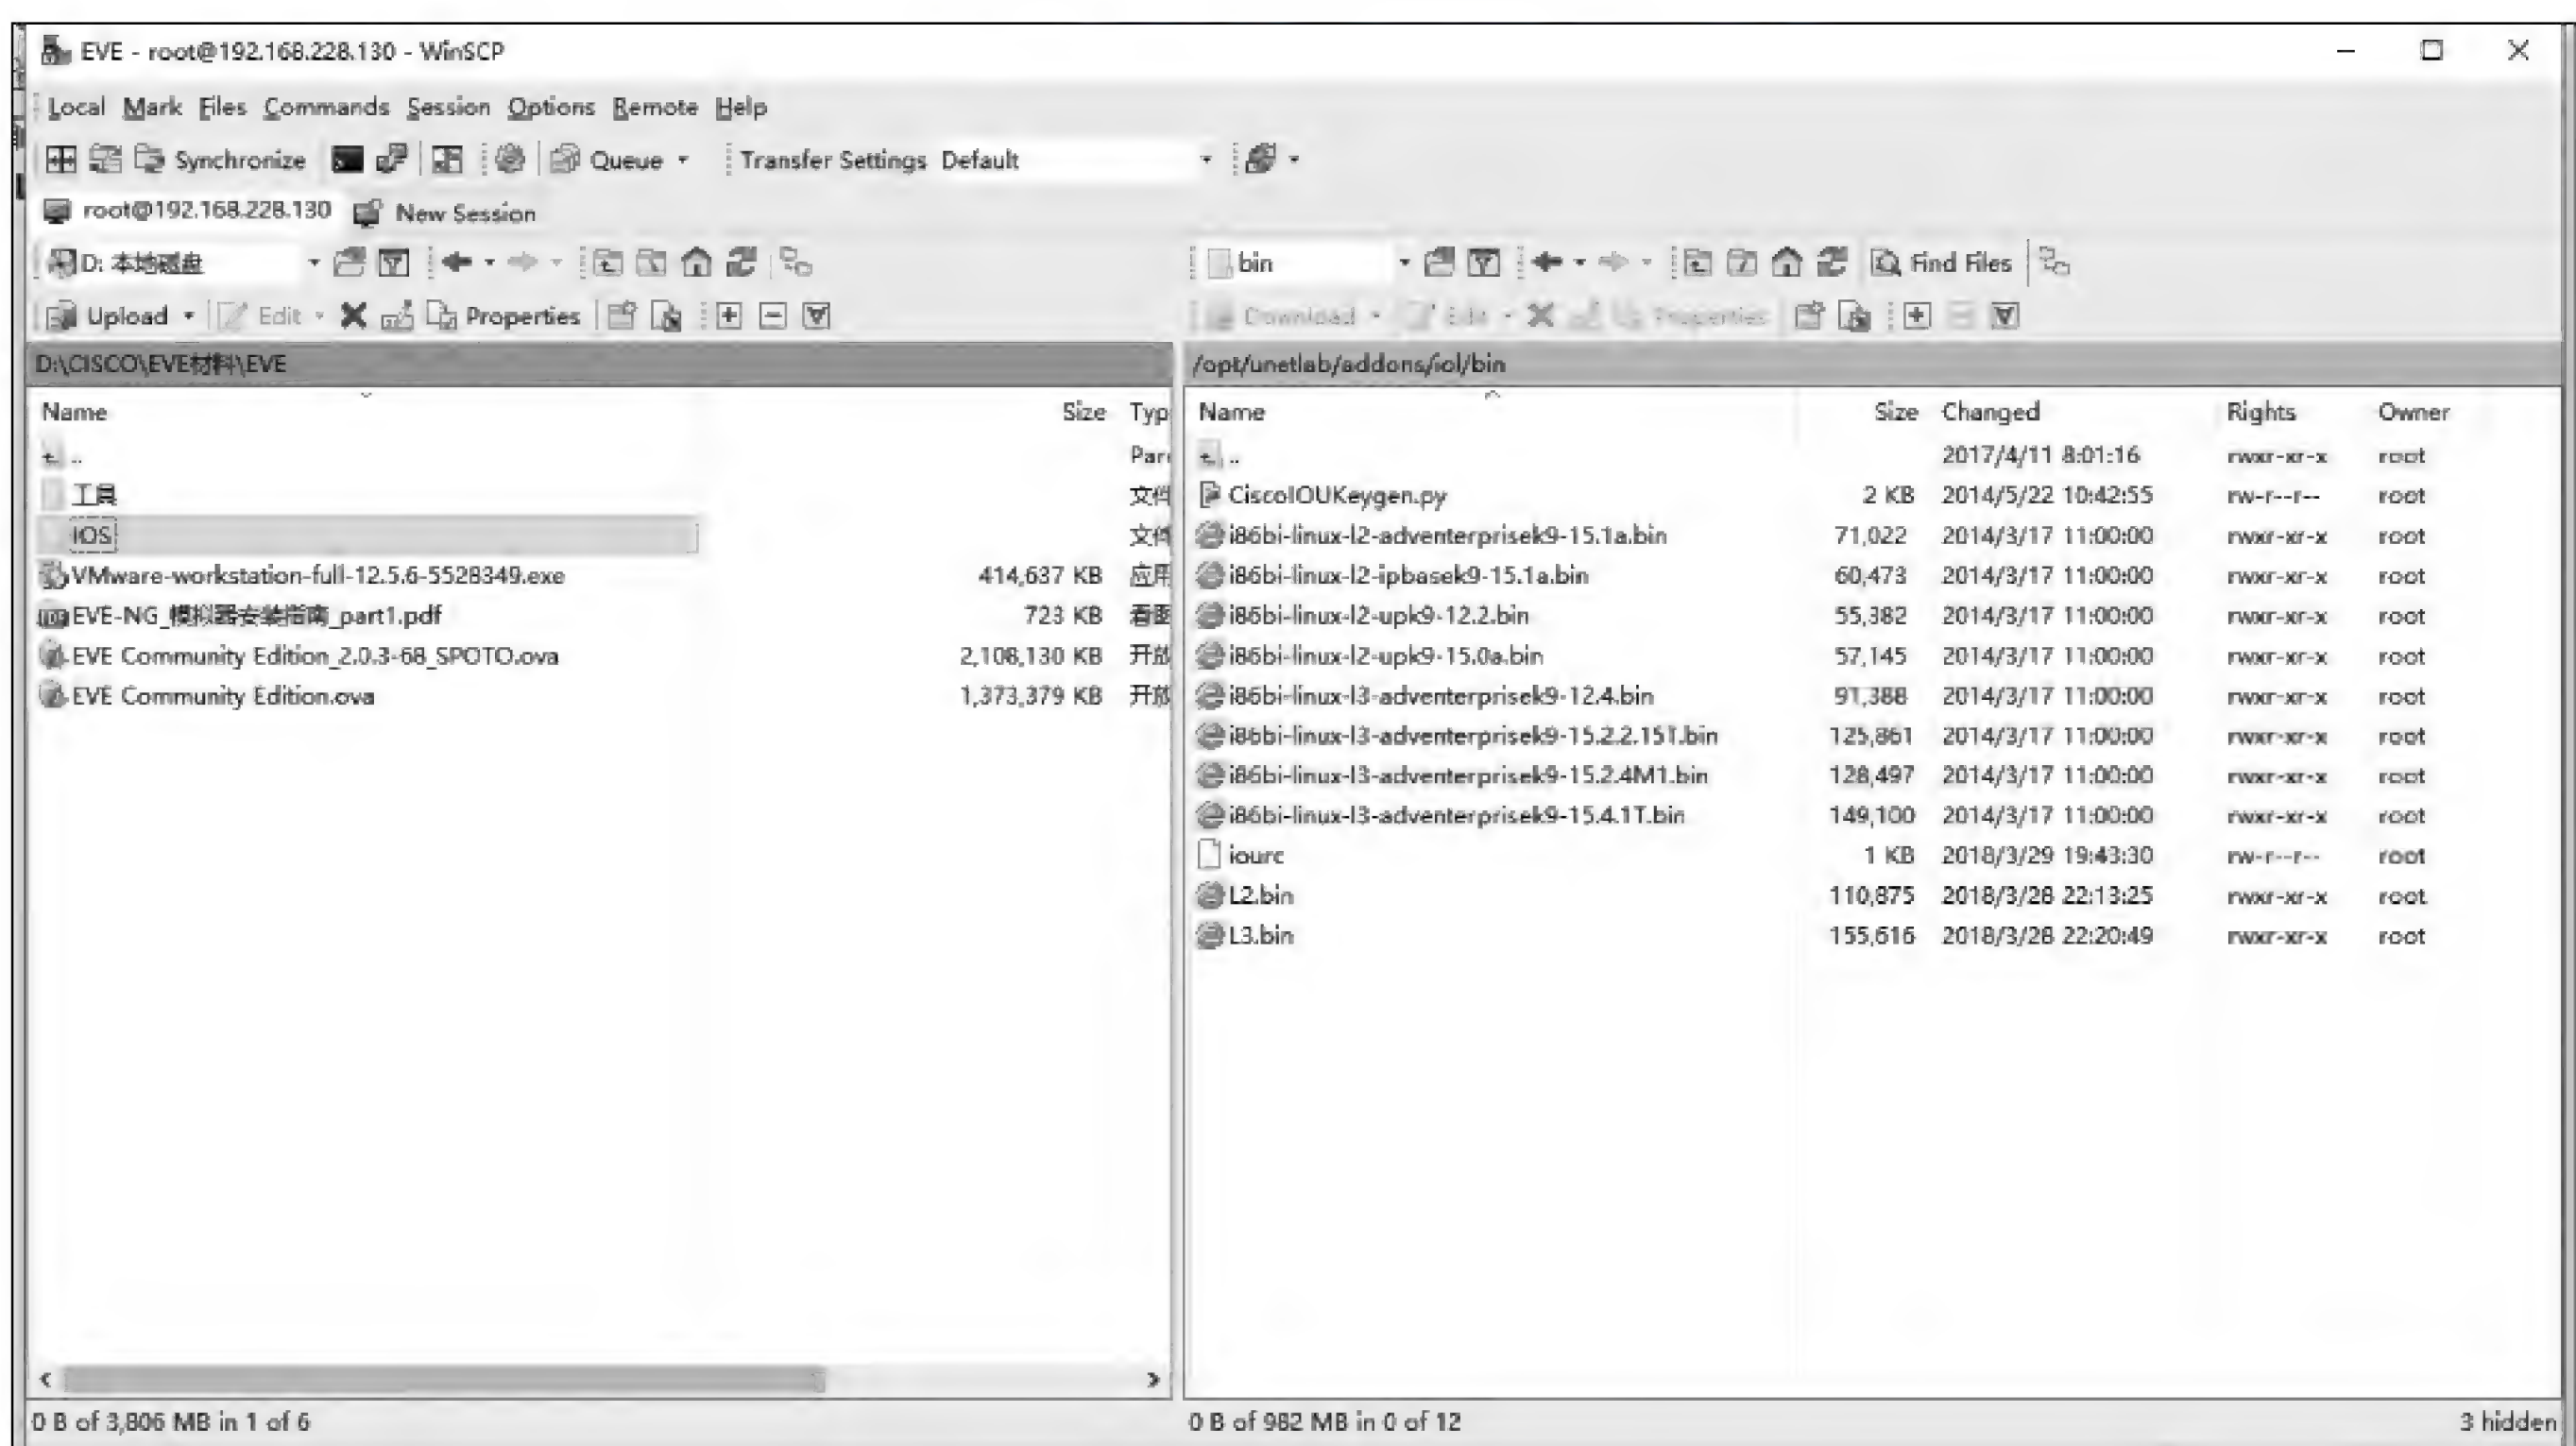 EVE - root@192.168.228.130 - WinSCP
Local Mark Files Commands Session Options Remote Help
Synchronize Queue Transfer Settings Default
root@192.168.228.130 New Session
D: 本地磁盘 bin Find Files
Upload Edit Properties Download Edit Properties
D:\CISCO\EVE材料\EVE /opt/unetlab/addons/iol/bin
Name Size Typ Name Size Changed Rights Owner
.. Par .. 2017/4/11 8:01:16 rwxr-xr-x root
工具 文件 CiscoIOUKeygen.py 2 KB 2014/5/22 10:42:55 rw-r--r-- root
IOS 文件 i86bi-linux-l2-adventerprisek9-15.1a.bin 71,022 2014/3/17 11:00:00 rwxr-xr-x root
VMware-workstation-full-12.5.6-5528349.exe 414,637 KB 应用 i86bi-linux-l2-ipbasek9-15.1a.bin 60,473 2014/3/17 11:00:00 rwxr-xr-x root
EVE-NG_模拟器安装指南_part1.pdf 723 KB 看图 i86bi-linux-l2-upk9-12.2.bin 55,382 2014/3/17 11:00:00 rwxr-xr-x root
EVE Community Edition_2.0.3-68_SPOTO.ova 2,108,130 KB 开放 i86bi-linux-l2-upk9-15.0a.bin 57,145 2014/3/17 11:00:00 rwxr-xr-x root
EVE Community Edition.ova 1,373,379 KB 开放 i86bi-linux-l3-adventerprisek9-12.4.bin 91,388 2014/3/17 11:00:00 rwxr-xr-x root
i86bi-linux-l3-adventerprisek9-15.2.2.15T.bin 125,861 2014/3/17 11:00:00 rwxr-xr-x root
i86bi-linux-l3-adventerprisek9-15.2.4M1.bin 128,497 2014/3/17 11:00:00 rwxr-xr-x root
i86bi-linux-l3-adventerprisek9-15.4.1T.bin 149,100 2014/3/17 11:00:00 rwxr-xr-x root
iourc 1 KB 2018/3/29 19:43:30 rw-r--r-- root
L2.bin 110,875 2018/3/28 22:13:25 rwxr-xr-x root
L3.bin 155,616 2018/3/28 22:20:49 rwxr-xr-x root
0 B of 3,806 MB in 1 of 6 0 B of 982 MB in 0 of 12 3 hidden